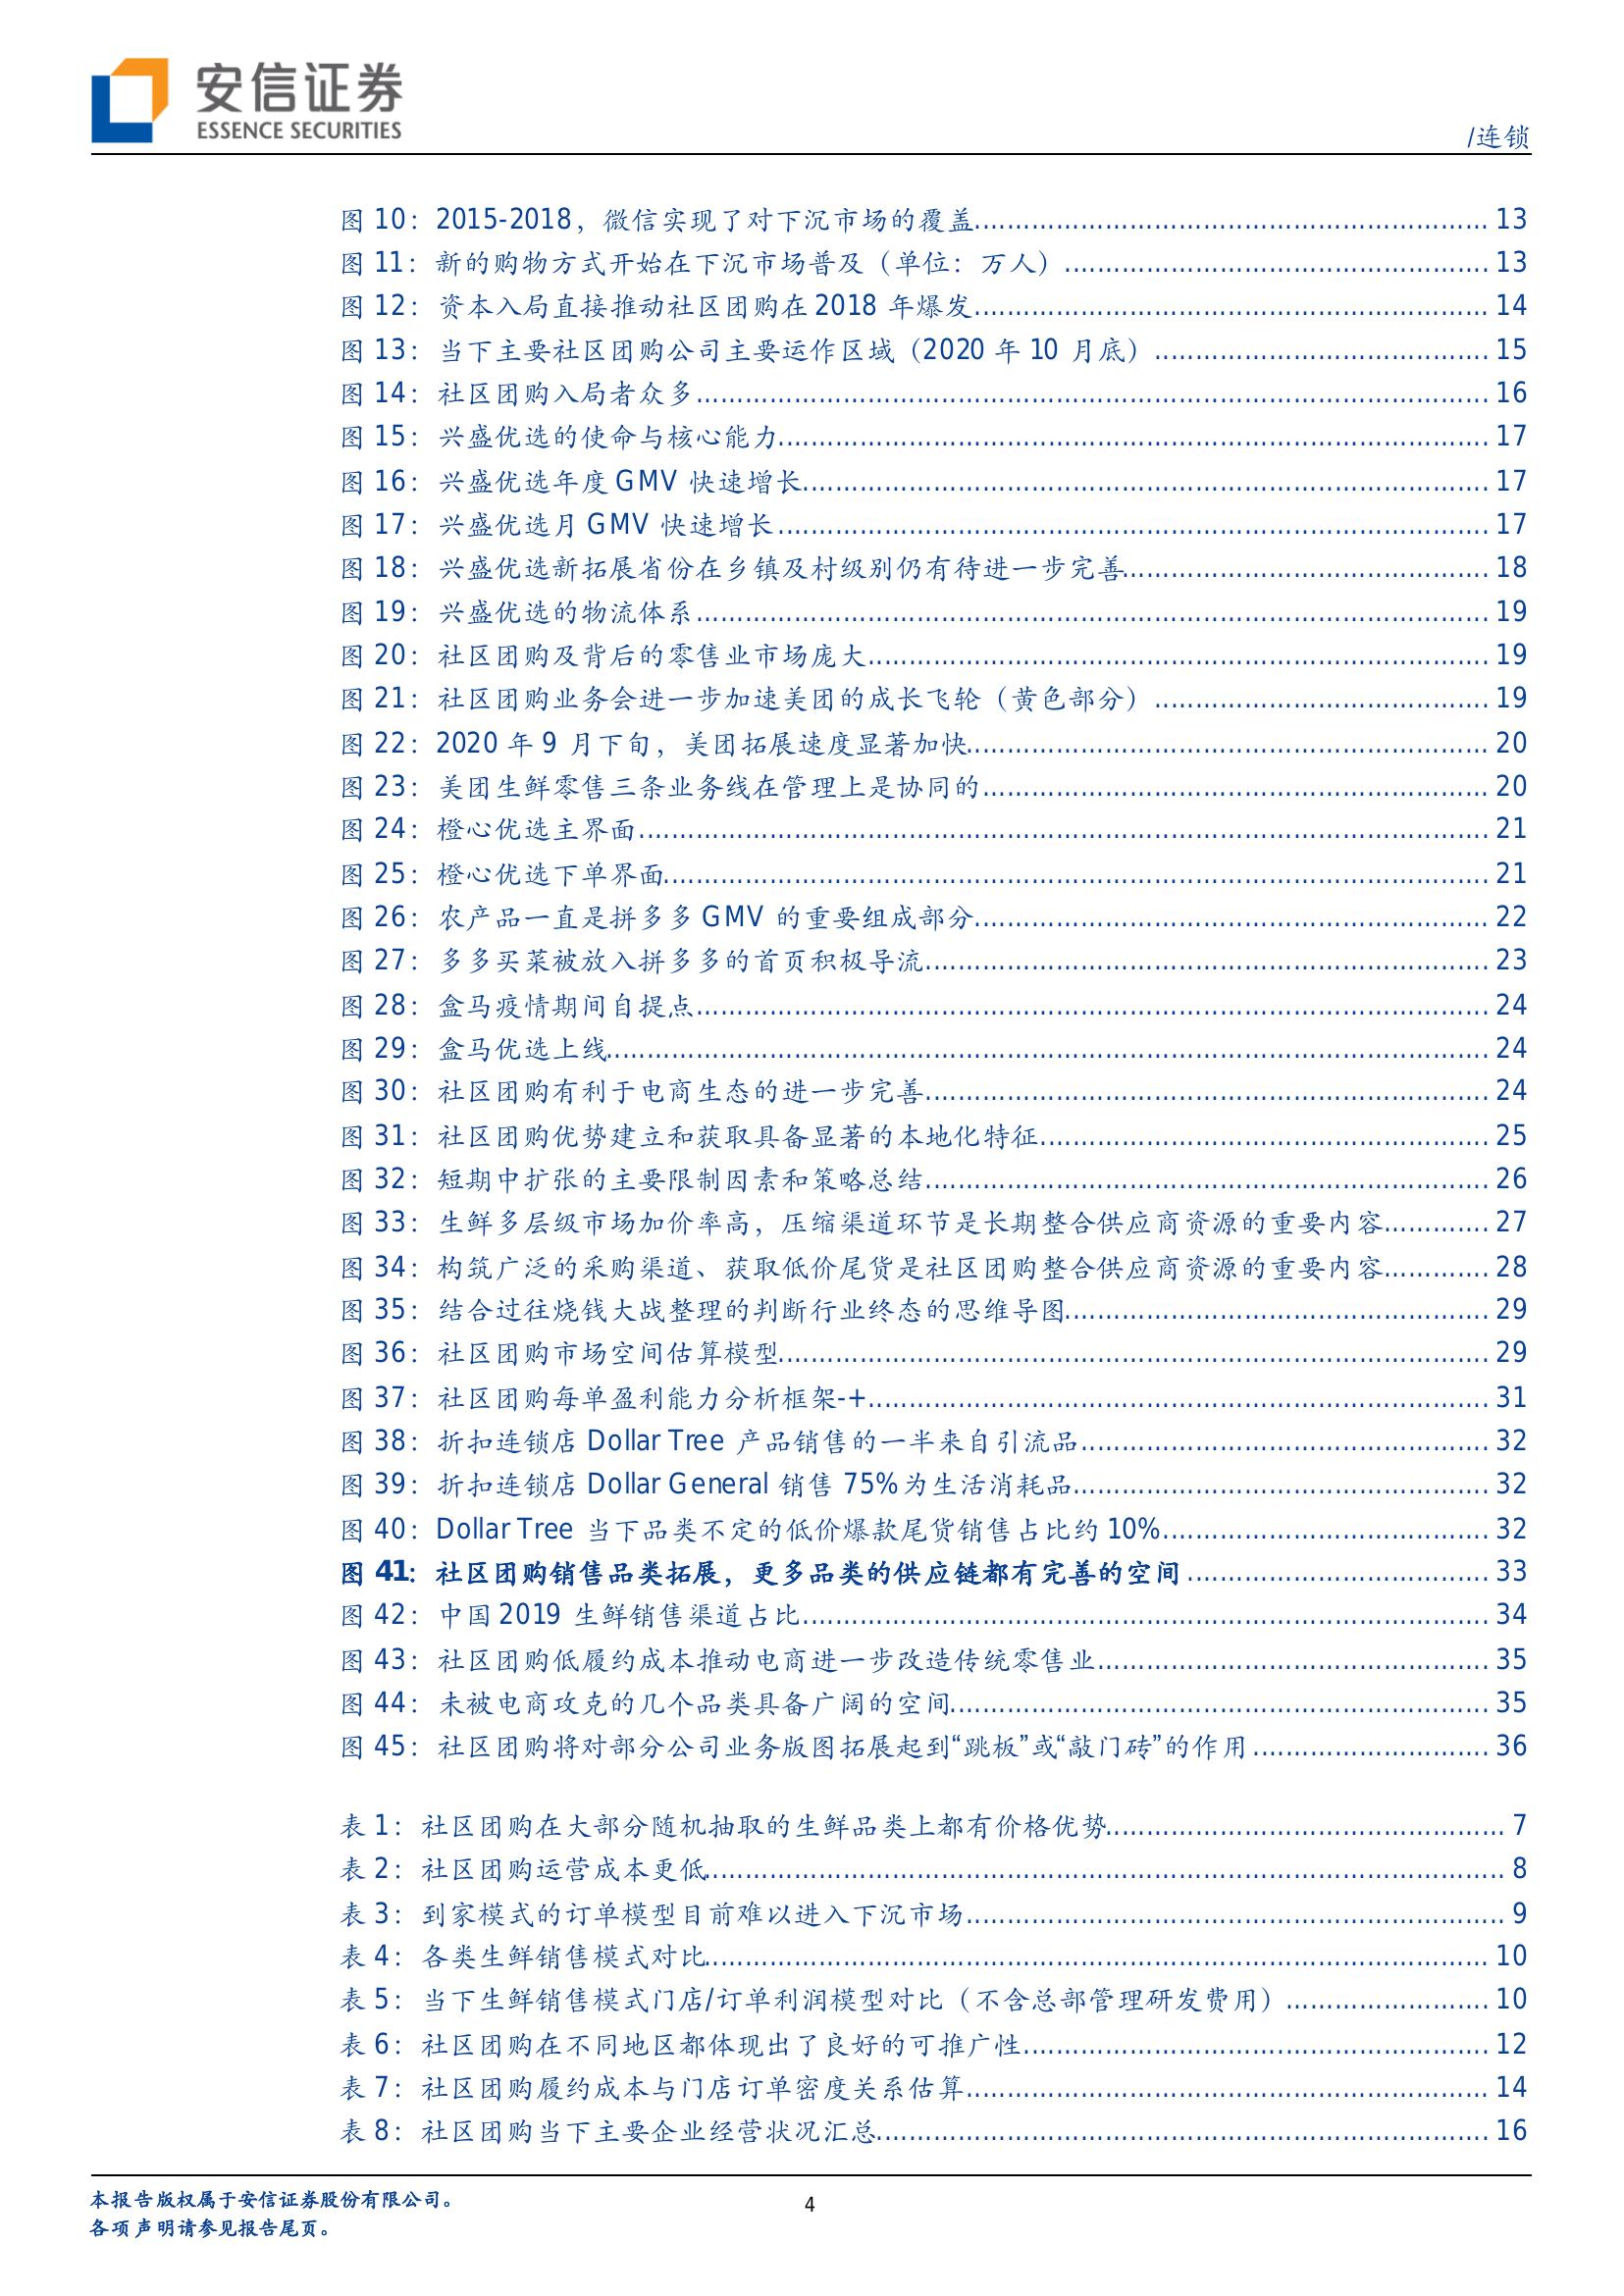 安信证券
ESSENCE SECURITIES
/连锁
图 10：2015-2018，微信实现了对下沉市场的覆盖 13
图 11：新的购物方式开始在下沉市场普及（单位：万人） 13
图 12：资本入局直接推动社区团购在 2018 年爆发 14
图 13：当下主要社区团购公司主要运作区域（2020 年 10 月底） 15
图 14：社区团购入局者众多 16
图 15：兴盛优选的使命与核心能力 17
图 16：兴盛优选年度 GMV 快速增长 17
图 17：兴盛优选月 GMV 快速增长 17
图 18：兴盛优选新拓展省份在乡镇及村级别仍有待进一步完善 18
图 19：兴盛优选的物流体系 19
图 20：社区团购及背后的零售业市场庞大 19
图 21：社区团购业务会进一步加速美团的成长飞轮（黄色部分） 19
图 22：2020 年 9 月下旬，美团拓展速度显著加快 20
图 23：美团生鲜零售三条业务线在管理上是协同的 20
图 24：橙心优选主界面 21
图 25：橙心优选下单界面 21
图 26：农产品一直是拼多多 GMV 的重要组成部分 22
图 27：多多买菜被放入拼多多的首页积极导流 23
图 28：盒马疫情期间自提点 24
图 29：盒马优选上线 24
图 30：社区团购有利于电商生态的进一步完善 24
图 31：社区团购优势建立和获取具备显著的本地化特征 25
图 32：短期中扩张的主要限制因素和策略总结 26
图 33：生鲜多层级市场加价率高，压缩渠道环节是长期整合供应商资源的重要内容 27
图 34：构筑广泛的采购渠道、获取低价尾货是社区团购整合供应商资源的重要内容 28
图 35：结合过往烧钱大战整理的判断行业终态的思维导图 29
图 36：社区团购市场空间估算模型 29
图 37：社区团购每单盈利能力分析框架-+ 31
图 38：折扣连锁店 Dollar Tree 产品销售的一半来自引流品 32
图 39：折扣连锁店 Dollar General 销售 75%为生活消耗品 32
图 40：Dollar Tree 当下品类不定的低价爆款尾货销售占比约 10% 32
图 41：社区团购销售品类拓展，更多品类的供应链都有完善的空间 33
图 42：中国 2019 生鲜销售渠道占比 34
图 43：社区团购低履约成本推动电商进一步改造传统零售业 35
图 44：未被电商攻克的几个品类具备广阔的空间 35
图 45：社区团购将对部分公司业务版图拓展起到“跳板”或“敲门砖”的作用 36
表 1：社区团购在大部分随机抽取的生鲜品类上都有价格优势 7
表 2：社区团购运营成本更低 8
表 3：到家模式的订单模型目前难以进入下沉市场 9
表 4：各类生鲜销售模式对比 10
表 5：当下生鲜销售模式门店/订单利润模型对比（不含总部管理研发费用） 10
表 6：社区团购在不同地区都体现出了良好的可推广性 12
表 7：社区团购履约成本与门店订单密度关系估算 14
表 8：社区团购当下主要企业经营状况汇总 16
本报告版权属于安信证券股份有限公司。
各项声明请参见报告尾页。
4